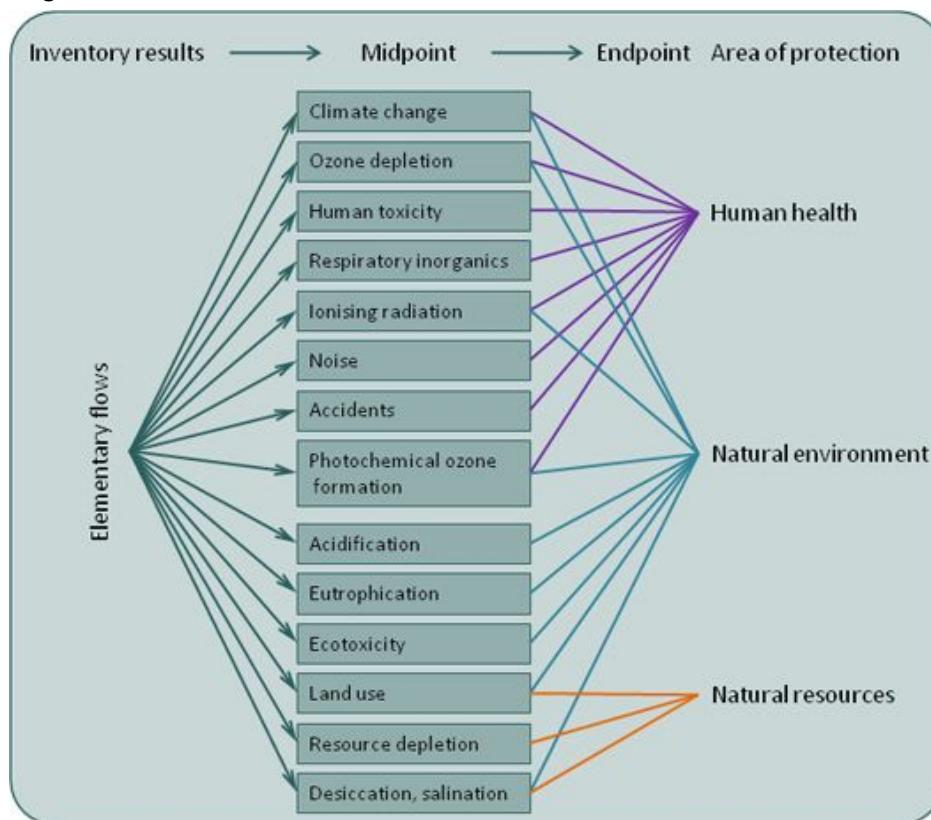 Inventory results Midpoint Endpoint Area of protection
Climate change
Ozone depletion
Human toxicity
Respiratory inorganics
Ionising radiation
Noise
Accidents
Photochemical ozone
formation
Acidification
Eutrophication
Ecotoxicity
Land use
Resource depletion
Desiccation, salination
Elementary flows
Human health
Natural environment
Natural resources